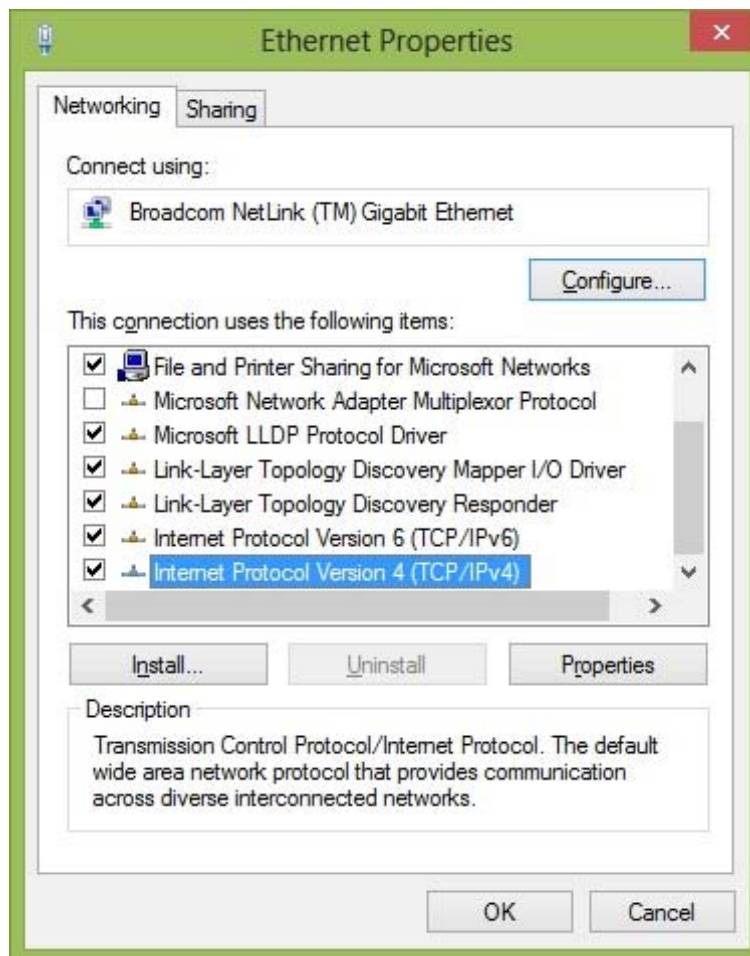 Ethernet Properties
Networking
Sharing
Connect using:
Broadcom NetLink (TM) Gigabit Ethernet
Configure...
This connection uses the following items:
File and Printer Sharing for Microsoft Networks
Microsoft Network Adapter Multiplexor Protocol
Microsoft LLDP Protocol Driver
Link-Layer Topology Discovery Mapper I/O Driver
Link-Layer Topology Discovery Responder
Internet Protocol Version 6 (TCP/IPv6)
Internet Protocol Version 4 (TCP/IPv4)
Install...
Uninstall
Properties
Description
Transmission Control Protocol/Internet Protocol. The default
wide area network protocol that provides communication
across diverse interconnected networks.
OK
Cancel